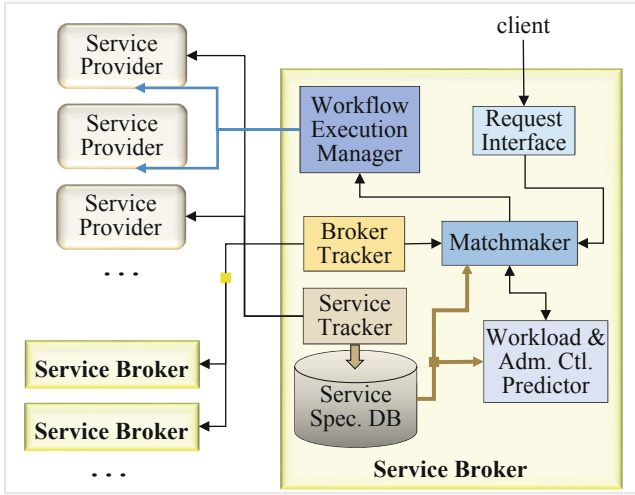 client
Service
Provider
Service
Provider
Service
Provider
. . .
Service Broker
Service Broker
. . .
Workflow
Execution
Manager
Request
Interface
Broker
Tracker
Matchmaker
Service
Tracker
Workload &
Adm. Ctl.
Predictor
Service
Spec. DB
Service Broker